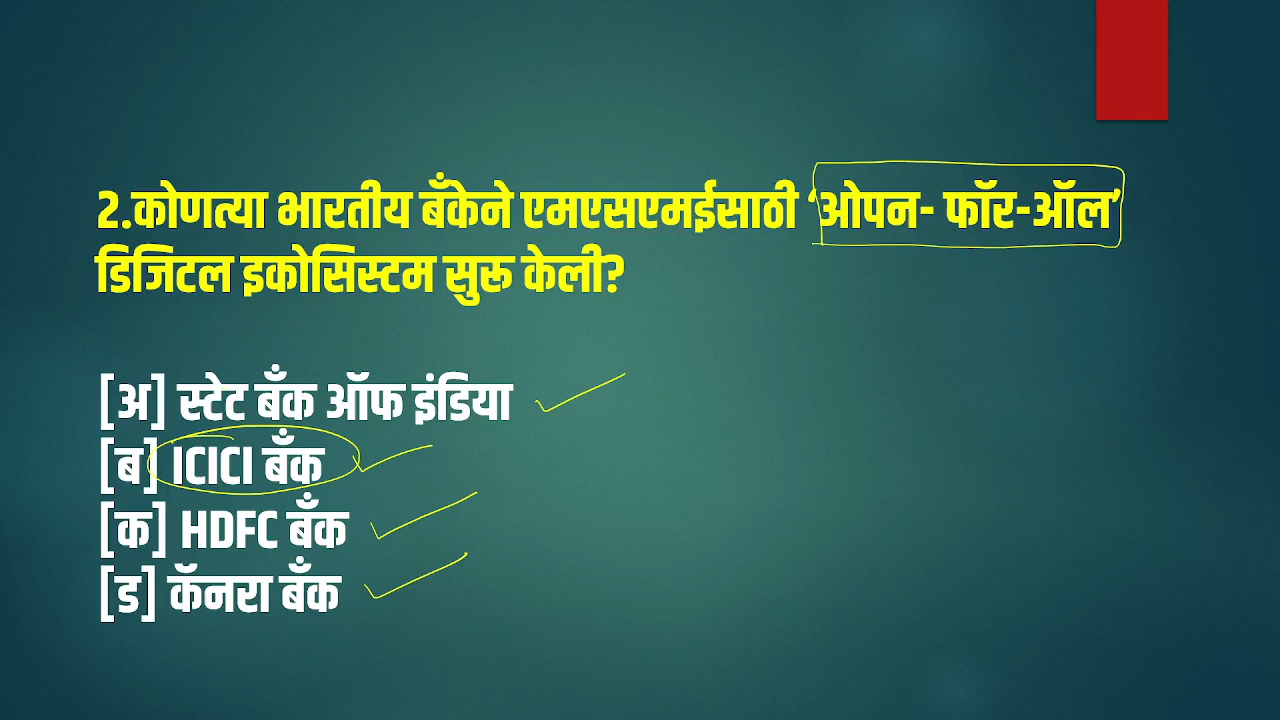 2.कोणत्या भारतीय बँकेने एमएसएमईसाठी ‘ओपन- फॉर-ऑल’
डिजिटल इकोसिस्टम सुरू केली?
[अ] स्टेट बँक ऑफ इंडिया
[ब] ICICI बँक
[क] HDFC बँक
[ड] कॅनरा बँक